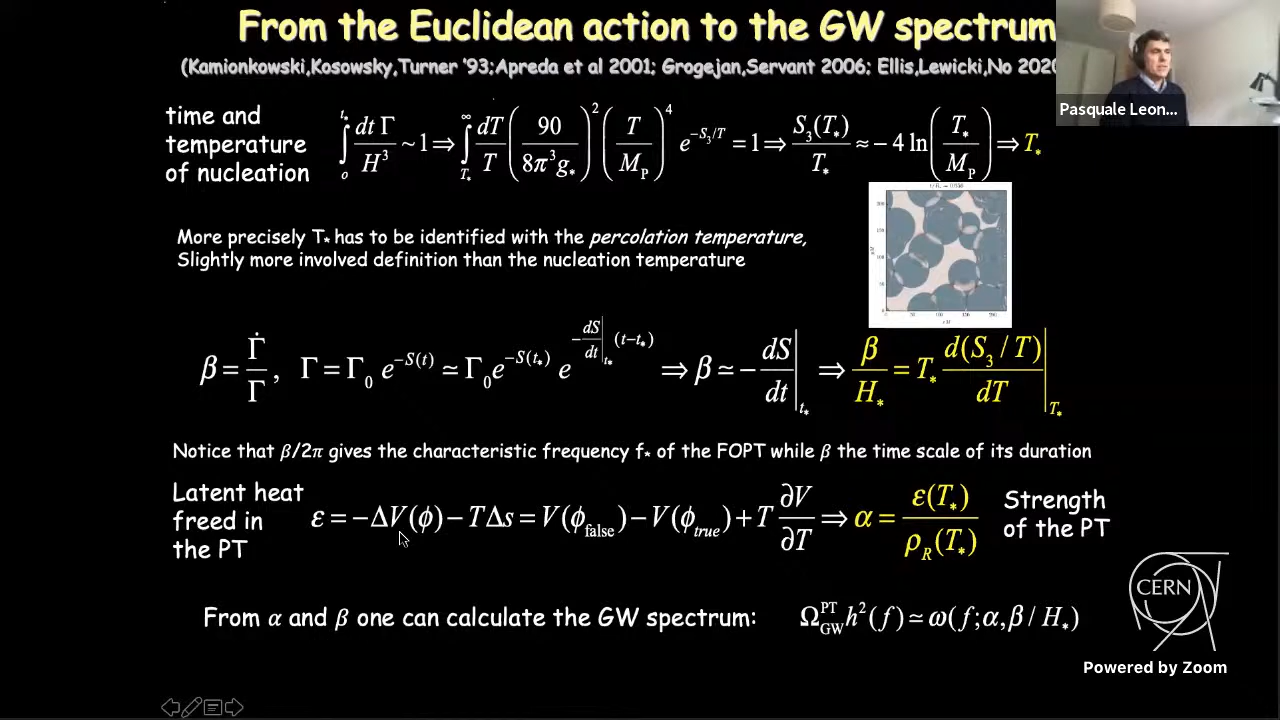 From the Euclidean action to the GW spectrum
(Kamionkowski,Kosowsky,Turner '93;Apreda et al 2001; Grogejan,Servant 2006; Ellis,Lewicki,No 2020
Pasquale Leon...
time and
temperature
of nucleation
∫₀^{t*} dt Γ / H³ ~ 1 ⇒ ∫_{T*}^∞ dT/T (90 / 8π³g*)² (T / M_P)⁴ e^{-S₃/T} = 1 ⇒ S₃(T*) / T* ≈ − 4 ln(T* / M_P) ⇒ T*
More precisely T* has to be identified with the percolation temperature,
Slightly more involved definition than the nucleation temperature
β = Γ̇ / Γ, Γ = Γ₀ e^{-S(t)} ≃ Γ₀ e^{-S(t*)} e^{-dS/dt|_{t*} (t-t*)} ⇒ β ≃ − dS/dt|_{t*} ⇒ β / H* = T* d(S₃/T) / dT|_{T*}
Notice that β/2π gives the characteristic frequency f* of the FOPT while β the time scale of its duration
Latent heat
freed in
the PT
ε = −ΔV(φ) − TΔs = V(φ_false) − V(φ_true) + T ∂V/∂T ⇒ α = ε(T*) / ρ_R(T*)
Strength
of the PT
CERN
From α and β one can calculate the GW spectrum: Ω_GW^PT h²(f) ≃ ω(f;α,β / H*)
Powered by Zoom